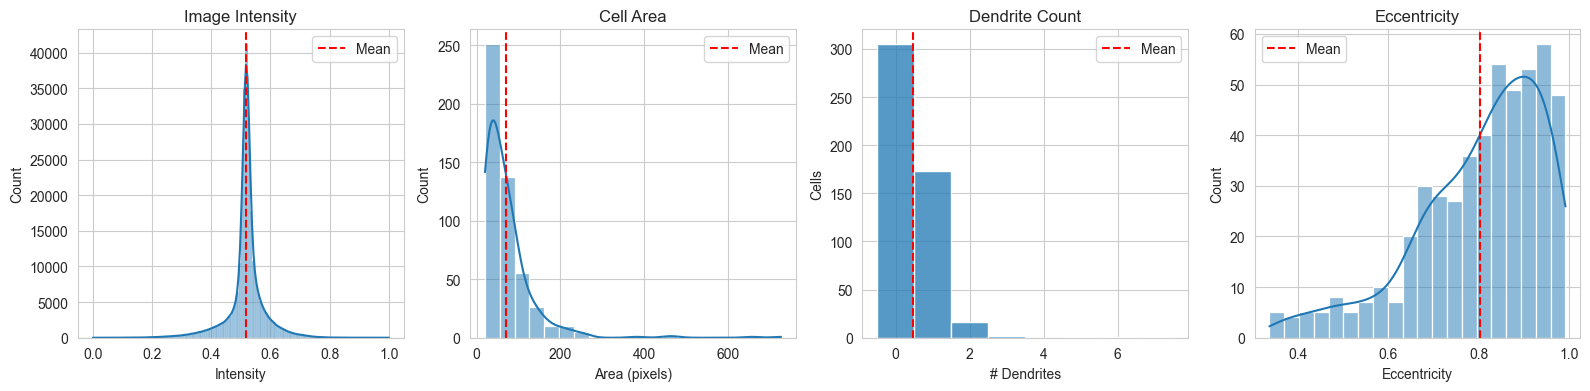 Image Intensity
Count
40000
35000
30000
25000
20000
15000
10000
5000
0
Mean
0.0 0.2 0.4 0.6 0.8 1.0
Intensity
Cell Area
Count
250
200
150
100
50
0
Mean
0 200 400 600
Area (pixels)
Dendrite Count
Cells
300
250
200
150
100
50
0
Mean
0 2 4 6
# Dendrites
Eccentricity
Count
60
50
40
30
20
10
0
Mean
0.4 0.6 0.8 1.0
Eccentricity